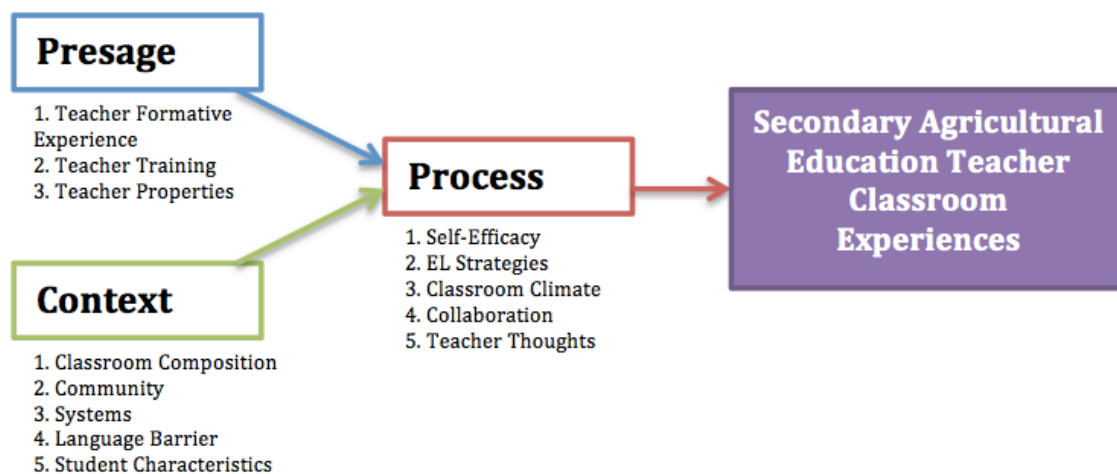 Presage
1. Teacher Formative
Experience
2. Teacher Training
3. Teacher Properties
Context
1. Classroom Composition
2. Community
3. Systems
4. Language Barrier
5. Student Characteristics
Process
1. Self-Efficacy
2. EL Strategies
3. Classroom Climate
4. Collaboration
5. Teacher Thoughts
Secondary Agricultural
Education Teacher
Classroom
Experiences